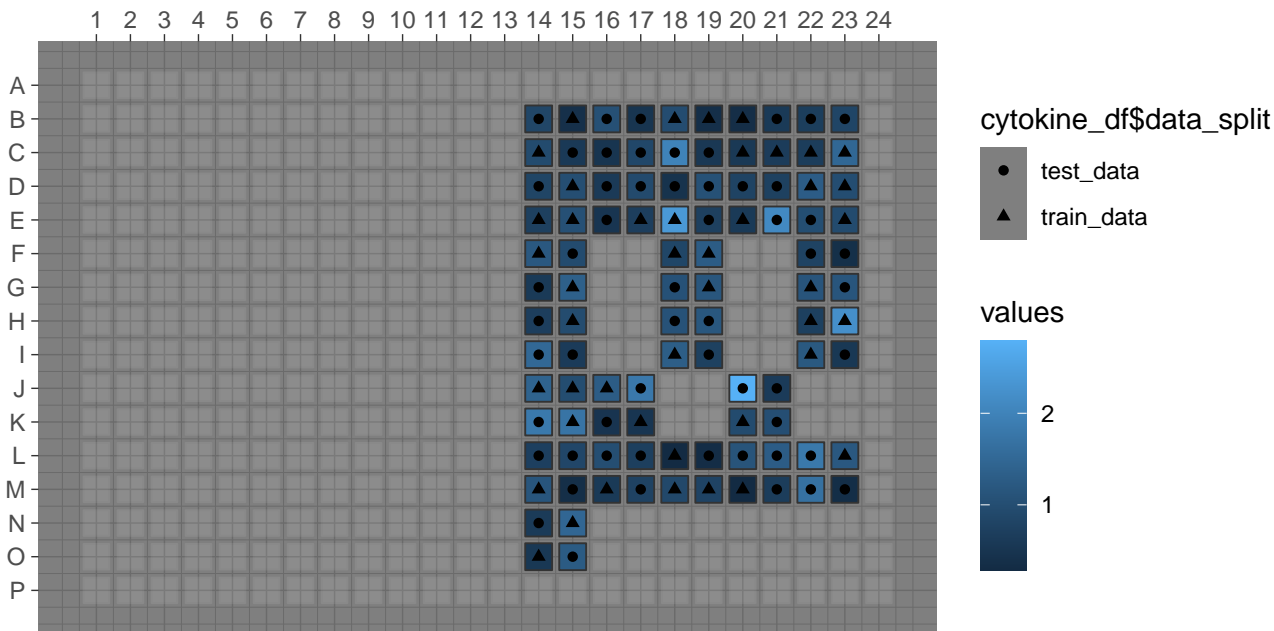 1 2 3 4 5 6 7 8 9 10 11 12 13 14 15 16 17 18 19 20 21 22 23 24
A
B
C
D
E
F
G
H
I
J
K
L
M
N
O
P
cytokine_df$data_split
test_data
train_data
values
2
1